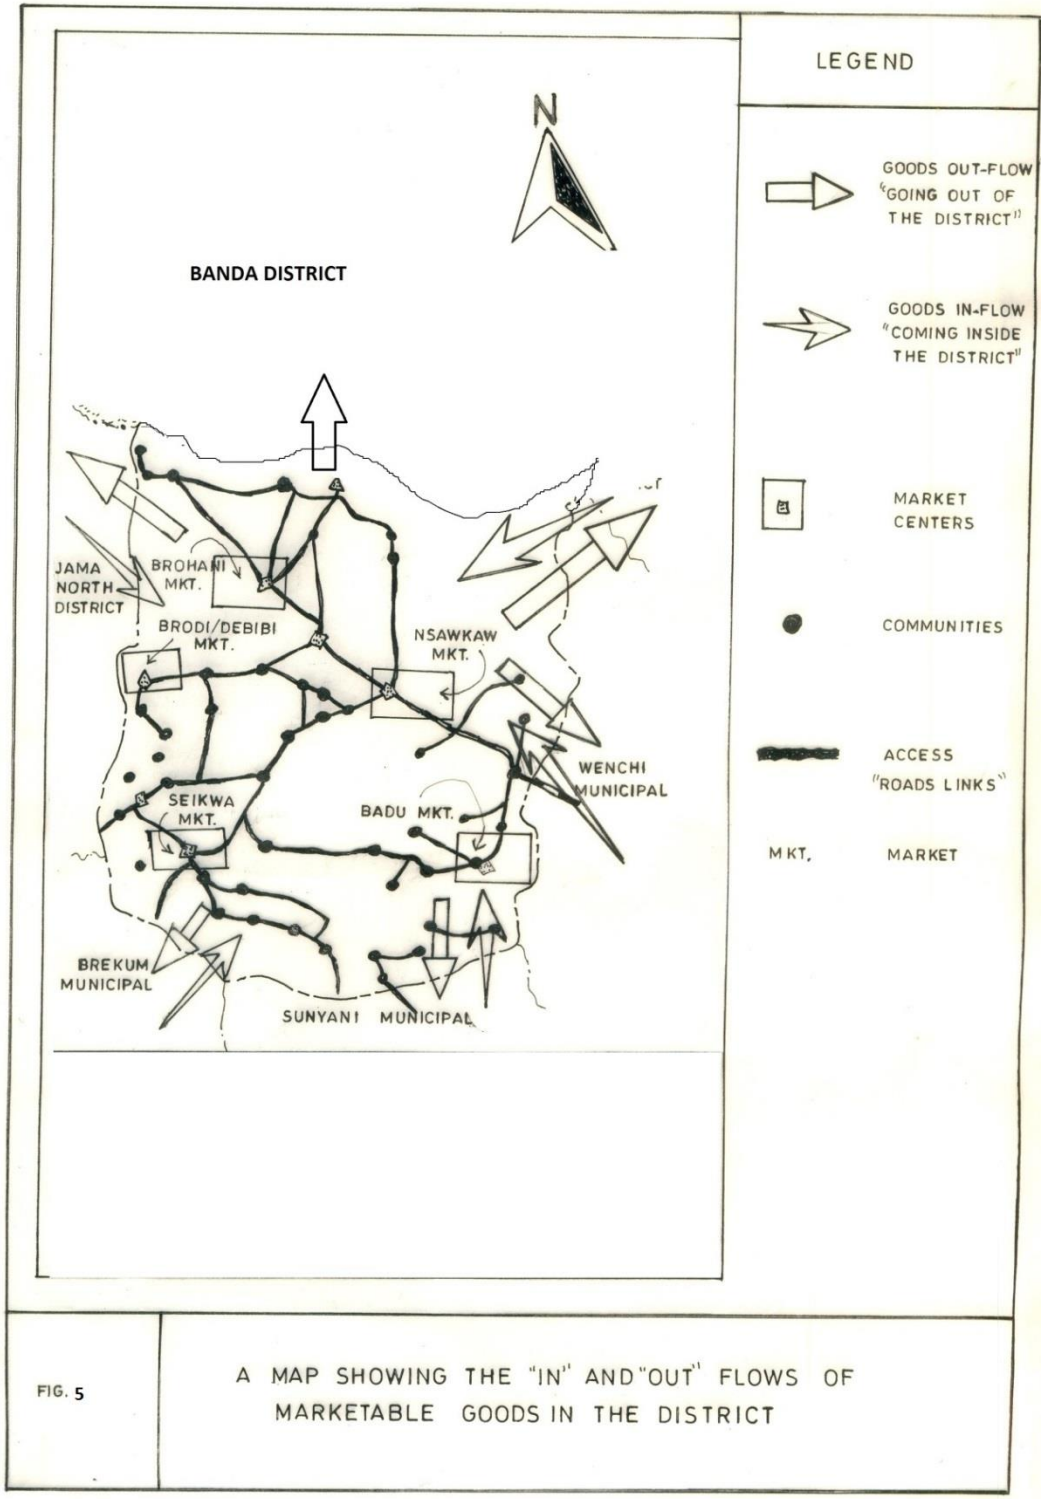 LEGEND
N
GOODS OUT-FLOW
"GOING OUT OF
THE DISTRICT"
BANDA DISTRICT
GOODS IN-FLOW
"COMING INSIDE
THE DISTRICT"
MARKET
CENTERS
JAMA
NORTH
DISTRICT
BROHANI
MKT.
BRODI/DEBIBI
MKT.
NSAWKAW
MKT.
COMMUNITIES
WENCHI
MUNICIPAL
ACCESS
"ROADS LINKS"
SEIKWA
MKT.
BADU MKT.
MKT.
MARKET
BREKUM
MUNICIPAL
SUNYANI MUNICIPAL
FIG. 5
A MAP SHOWING THE "IN" AND "OUT" FLOWS OF
MARKETABLE GOODS IN THE DISTRICT